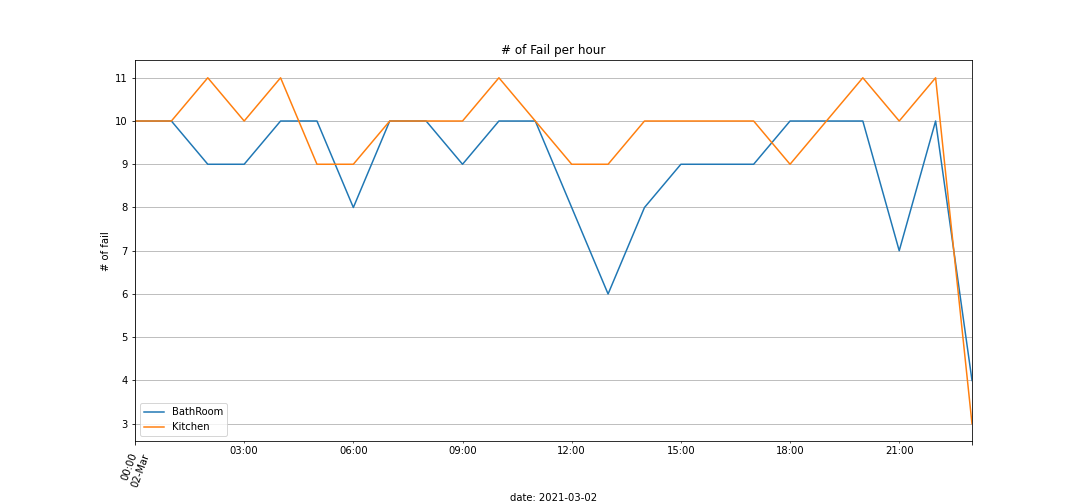 # of Fail per hour
# of fail
11
10
9
8
7
6
5
4
3
BathRoom
Kitchen
00:00
02-Mar
03:00
06:00
09:00
12:00
15:00
18:00
21:00
date: 2021-03-02